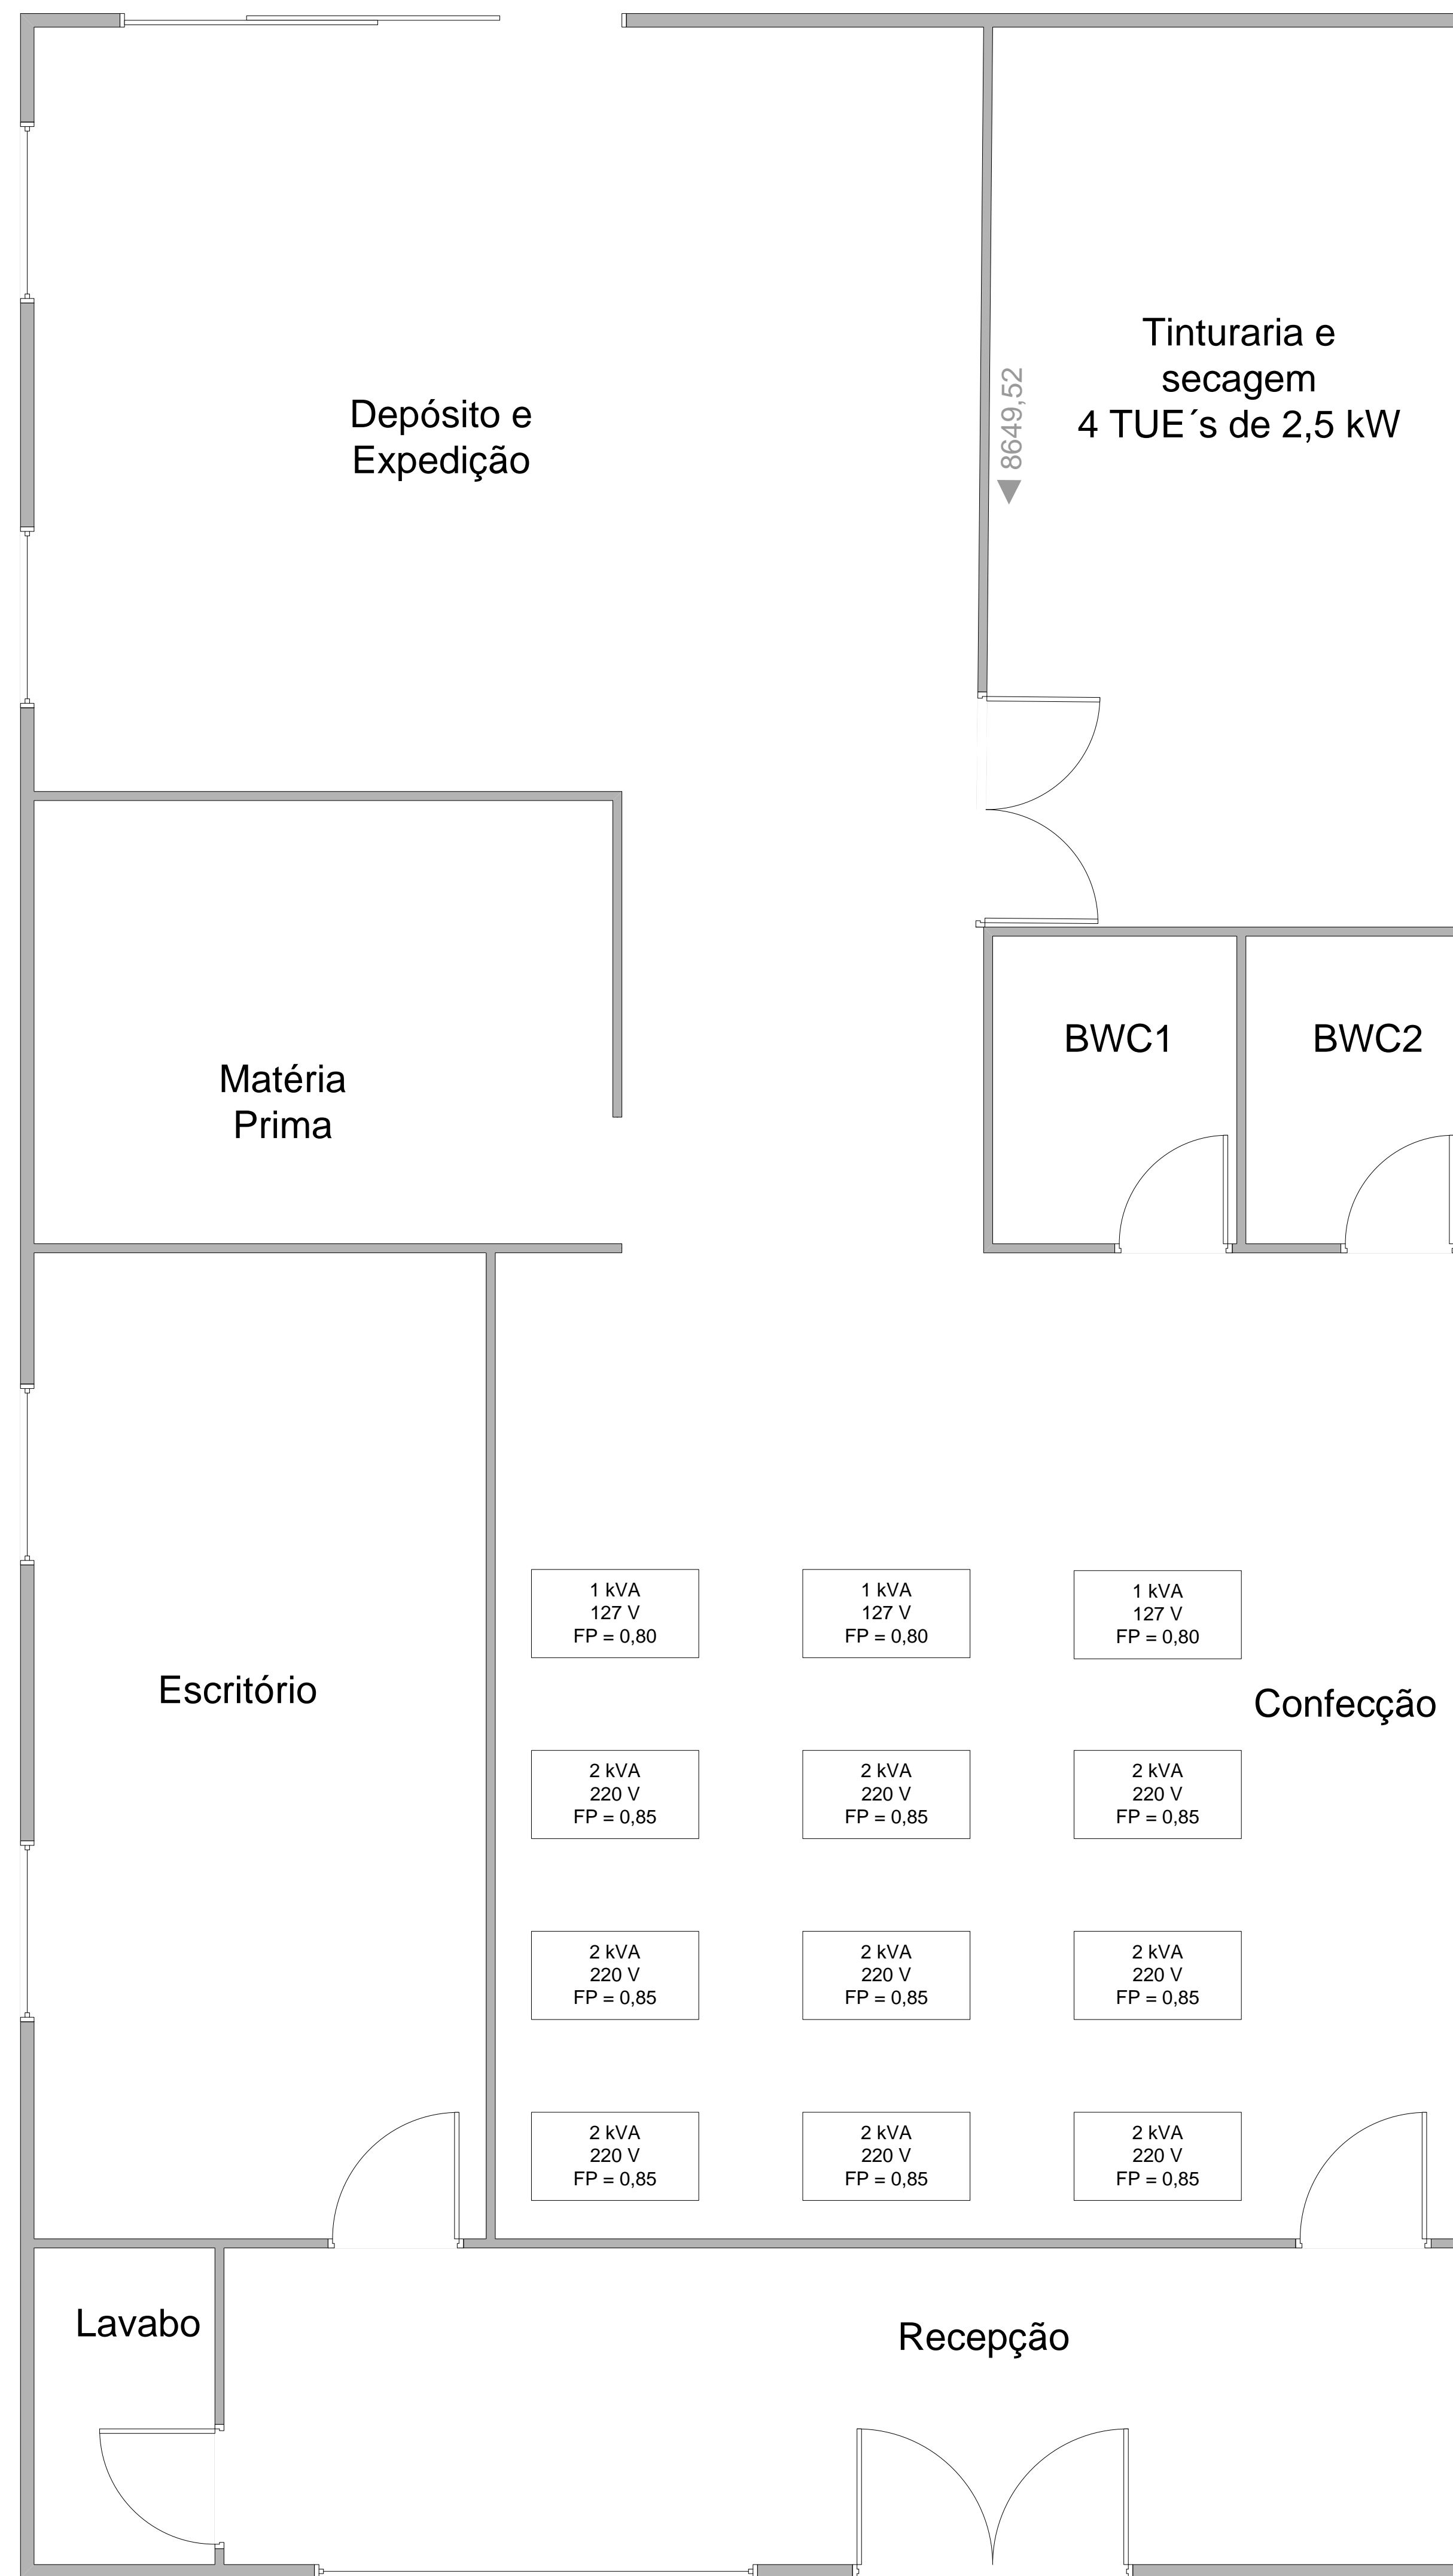 Tinturaria e
secagem
4 TUE´s de 2,5 kW
8649,52
Depósito e
Expedição
BWC1
BWC2
Matéria
Prima
1 kVA
127 V
FP = 0,80
1 kVA
127 V
FP = 0,80
1 kVA
127 V
FP = 0,80
Escritório
Confecção
2 kVA
220 V
FP = 0,85
2 kVA
220 V
FP = 0,85
2 kVA
220 V
FP = 0,85
2 kVA
220 V
FP = 0,85
2 kVA
220 V
FP = 0,85
2 kVA
220 V
FP = 0,85
2 kVA
220 V
FP = 0,85
2 kVA
220 V
FP = 0,85
2 kVA
220 V
FP = 0,85
Lavabo
Recepção